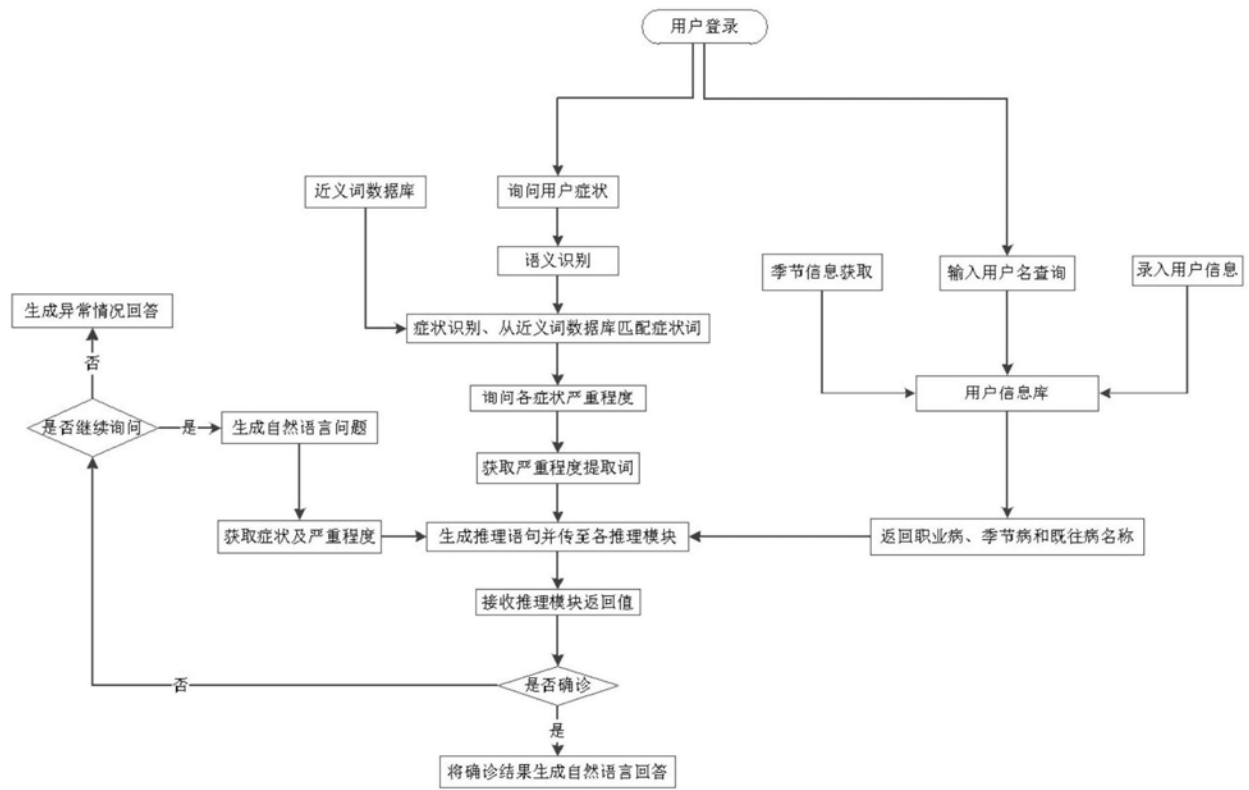 用户登录
近义词数据库
询问用户症状
语义识别
季节信息获取
输入用户名查询
录入用户信息
生成异常情况回答
症状识别、从近义词数据库匹配症状词
否
询问各症状严重程度
用户信息库
是否继续询问
是
生成自然语言问题
获取严重程度提取词
获取症状及严重程度
生成推理语句并传至各推理模块
返回职业病、季节病和既往病名称
接收推理模块返回值
否
是否确诊
是
将确诊结果生成自然语言回答